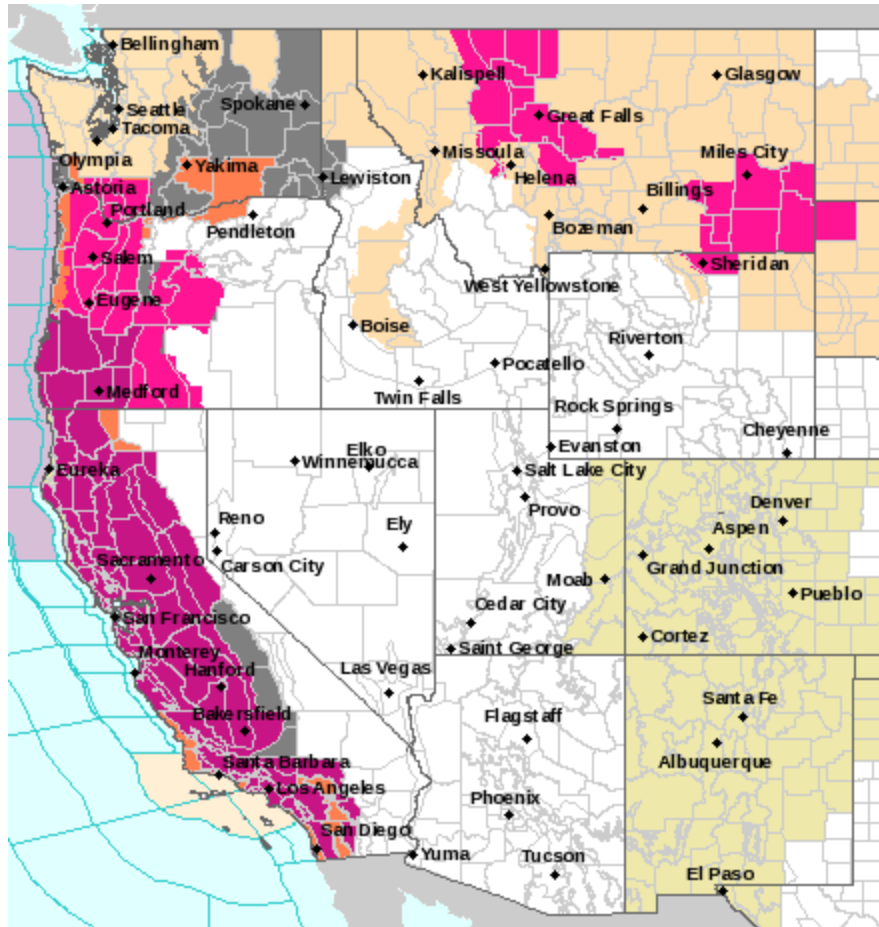 Bellingham
Kalispell
Glasgow
Seattle
Spokane
Great Falls
Tacoma
Olympia
Missoula
Miles City
Yakima
Helena
Lewiston
Astoria
Billings
Portland
Bozeman
Pendleton
Salem
Sheridan
West Yellowstone
Eugene
Boise
Riverton
Pocatello
Medford
Twin Falls
Rock Springs
Cheyenne
Elko
Evanston
Winnemucca
Eureka
Salt Lake City
Provo
Denver
Reno
Ely
Aspen
Sacramento
Carson City
Grand Junction
Moab
Pueblo
Cedar City
San Francisco
Cortez
Saint George
Monterey
Hanford
Las Vegas
Santa Fe
Bakersfield
Flagstaff
Santa Barbara
Albuquerque
Los Angeles
Phoenix
San Diego
Yuma
Tucson
El Paso